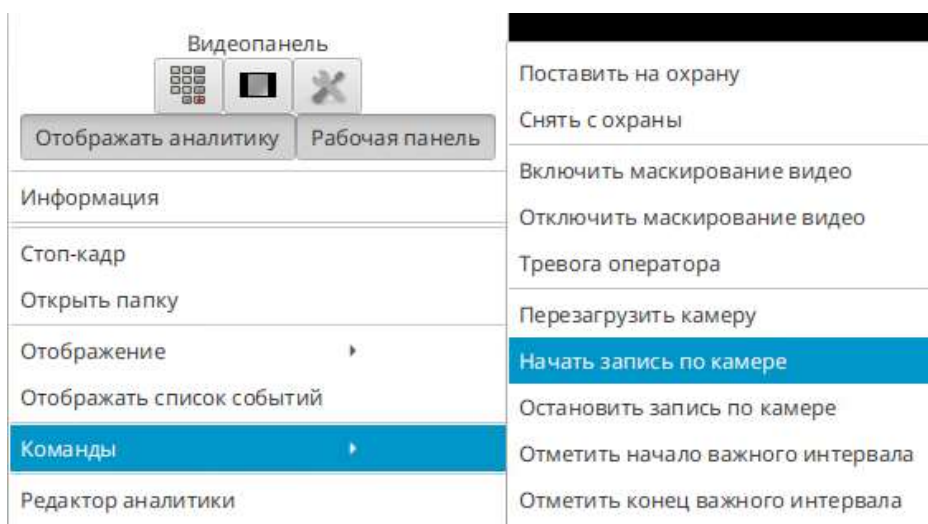 Видеопанель
Отображать аналитику
Рабочая панель
Информация
Стоп-кадр
Открыть папку
Отображение
Отображать список событий
Команды
Редактор аналитики
Поставить на охрану
Снять с охраны
Включить маскирование видео
Отключить маскирование видео
Тревога оператора
Перезагрузить камеру
Начать запись по камере
Остановить запись по камере
Отметить начало важного интервала
Отметить конец важного интервала